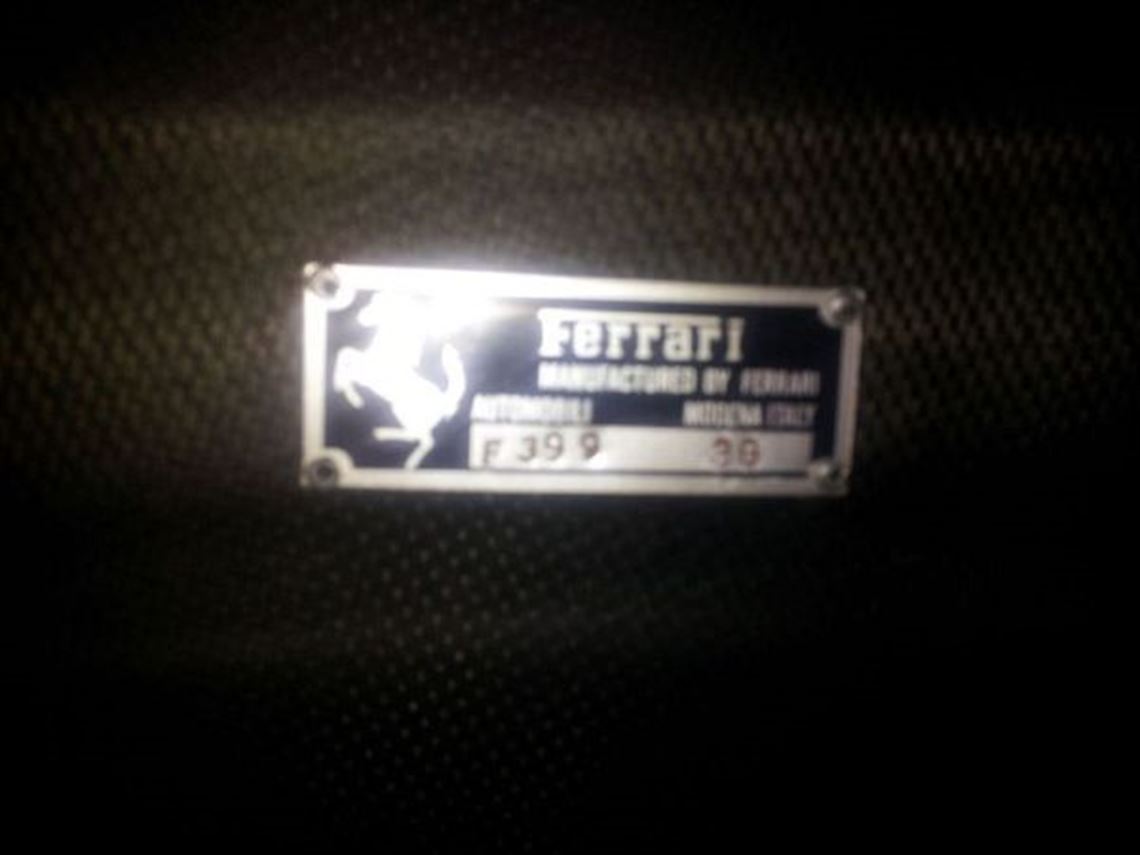 Ferrari
MANUFACTURED BY FERRARI
AUTOMOBILI MODENA ITALY
F 399 30